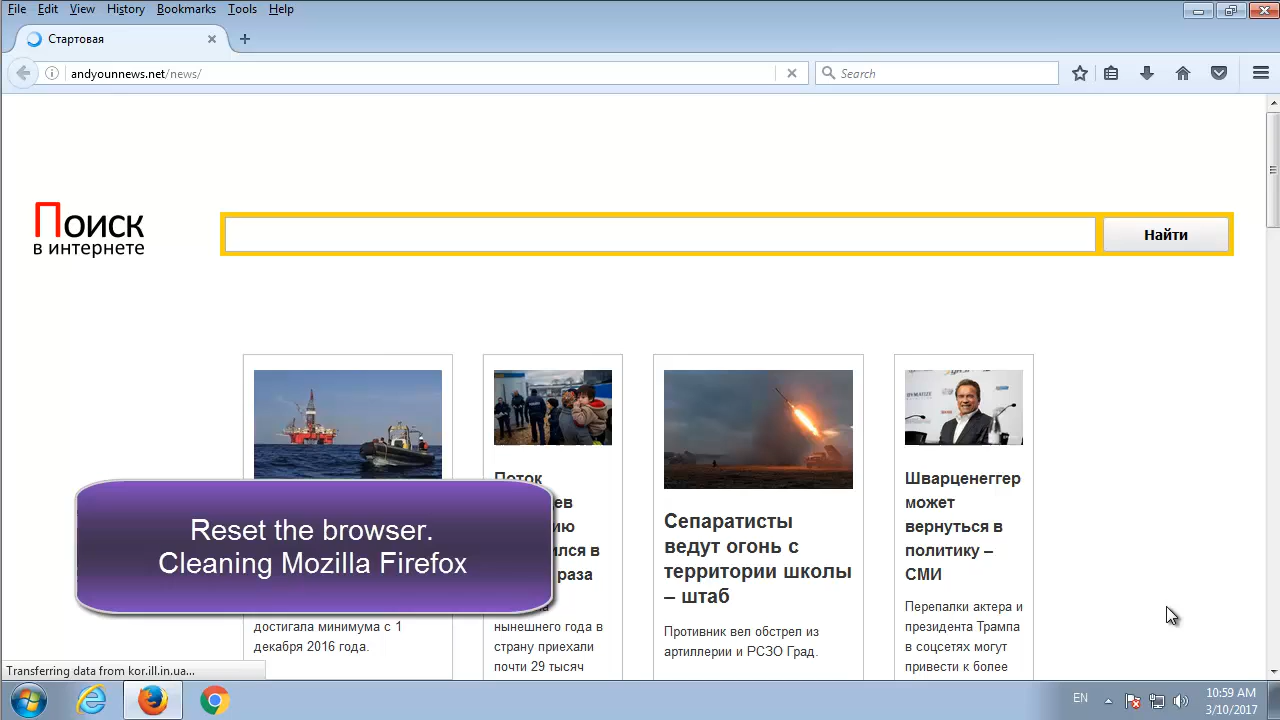 File Edit View History Bookmarks Tools Help
Стартовая
andyounnews.net/news/
Search
Поиск
в интернете
Найти
Поток
ев
ию
ился в
раза
нынешнего года в
страну приехали
почти 29 тысяч
достигала минимума с 1
декабря 2016 года.
Сепаратисты
ведут огонь с
территории школы
– штаб
Противник вел обстрел из
артиллерии и РСЗО Град.
Шварценеггер
может
вернуться в
политику –
СМИ
Перепалки актера и
президента Трампа
в соцсетях могут
привести к более
Reset the browser.
Cleaning Mozilla Firefox
Transferring data from kor.ill.in.ua...
EN
10:59 AM
3/10/2017